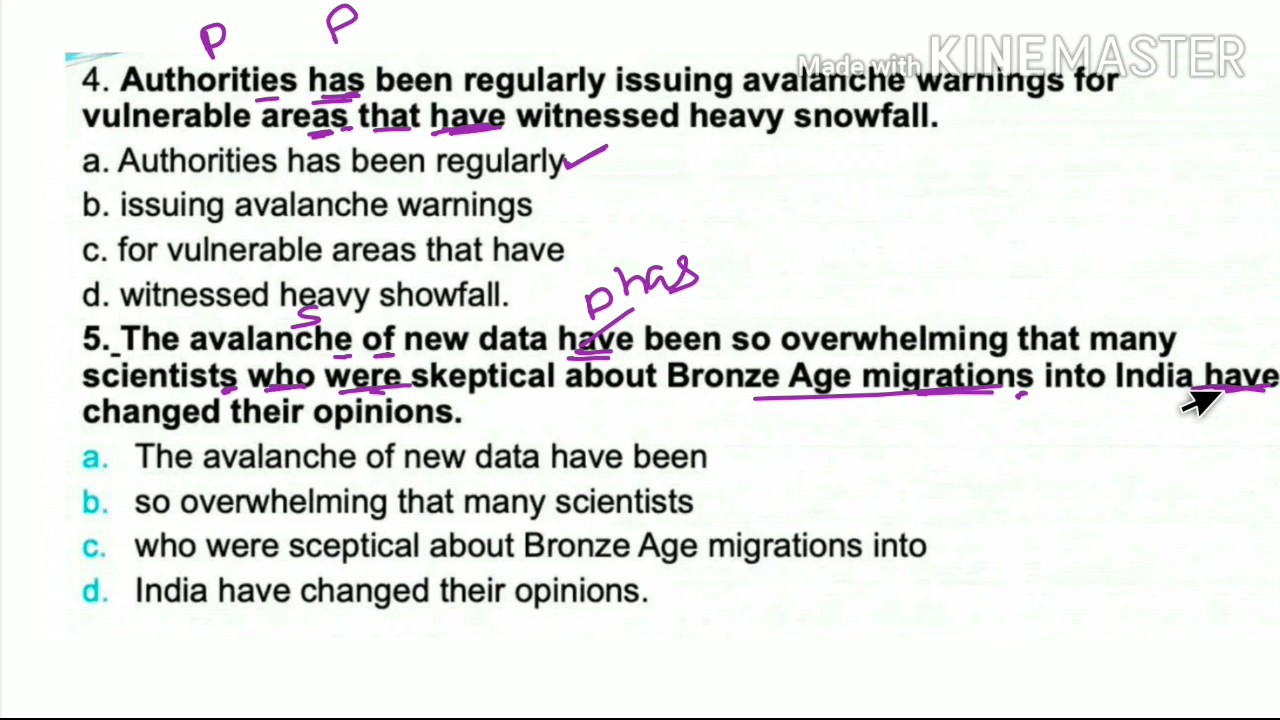 P P
Made with KINEMASTER
4. Authorities has been regularly issuing avalanche warnings for
vulnerable areas that have witnessed heavy snowfall.
a. Authorities has been regularly
b. issuing avalanche warnings
c. for vulnerable areas that have
d. witnessed heavy showfall.
S P has
5. The avalanche of new data have been so overwhelming that many
scientists who were skeptical about Bronze Age migrations into India have
changed their opinions.
a. The avalanche of new data have been
b. so overwhelming that many scientists
c. who were sceptical about Bronze Age migrations into
d. India have changed their opinions.